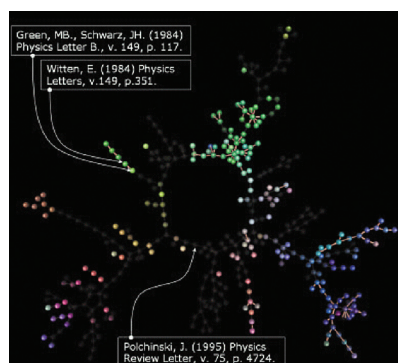 Green, MB., Schwarz, JH. (1984)
Physics Letter B., v. 149, p. 117.
Witten, E. (1984) Physics
Letters, v.149, p.351.
Polchinski, J. (1995) Physics
Review Letter, v. 75, p. 4724.